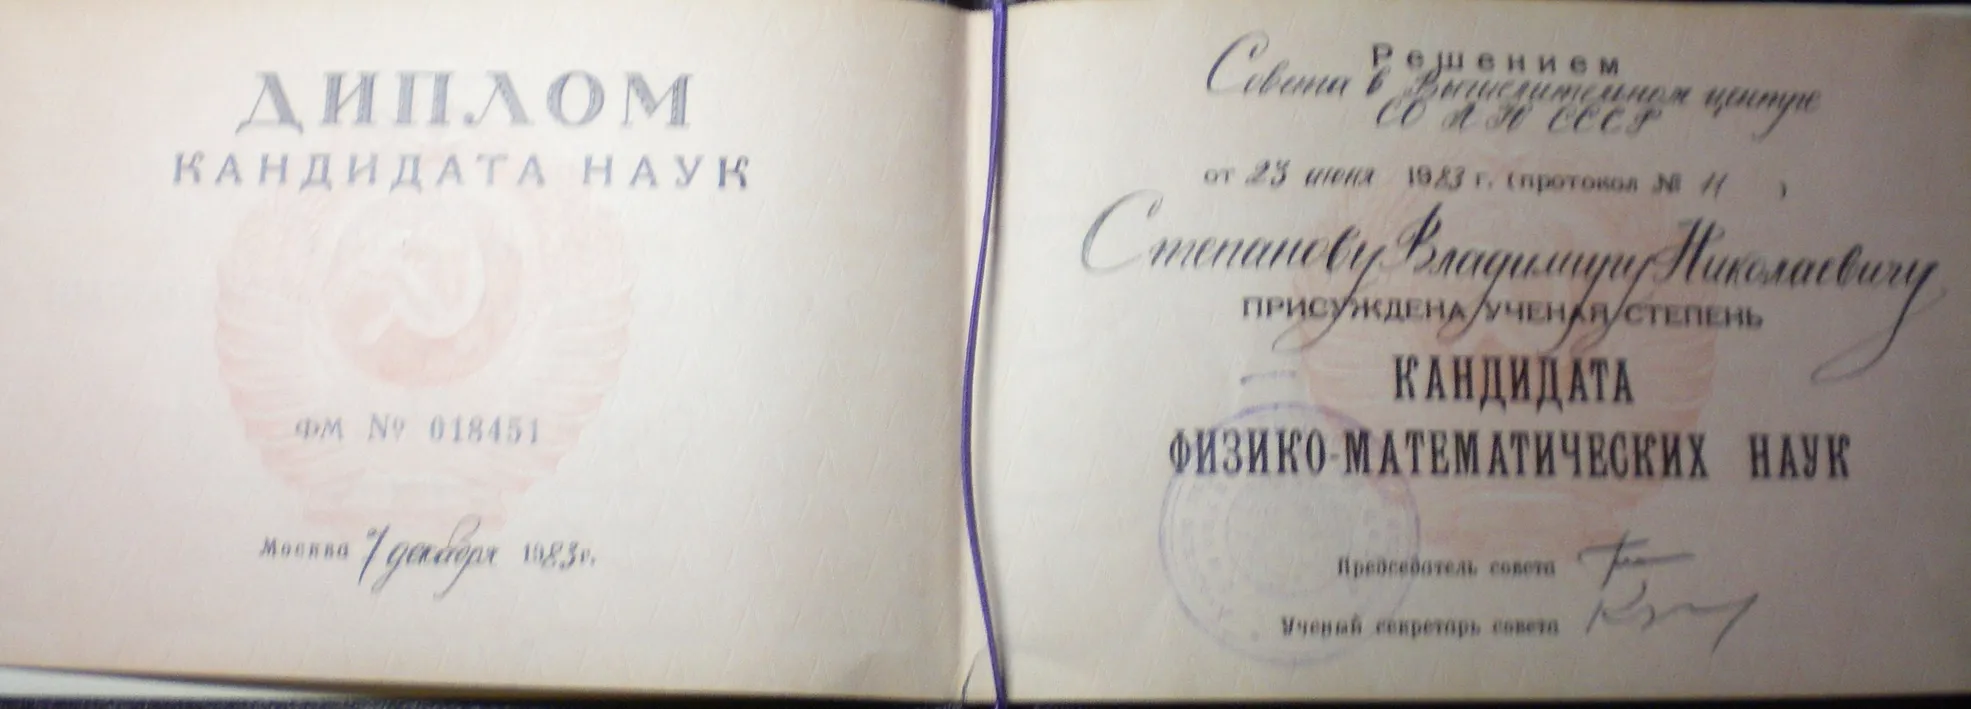 ДИПЛОМ
КАНДИДАТА НАУК
ФМ № 018451
Москва 7 декабря 1983г.
Решением
Совета в Вычислительном центре
СО АН СССР
от 23 июня 1983 г. (протокол № 11 )
Степанову Владимиру Николаевичу
ПРИСУЖДЕНА УЧЕНАЯ СТЕПЕНЬ
КАНДИДАТА
ФИЗИКО-МАТЕМАТИЧЕСКИХ НАУК
Председатель совета
Ученый секретарь совета